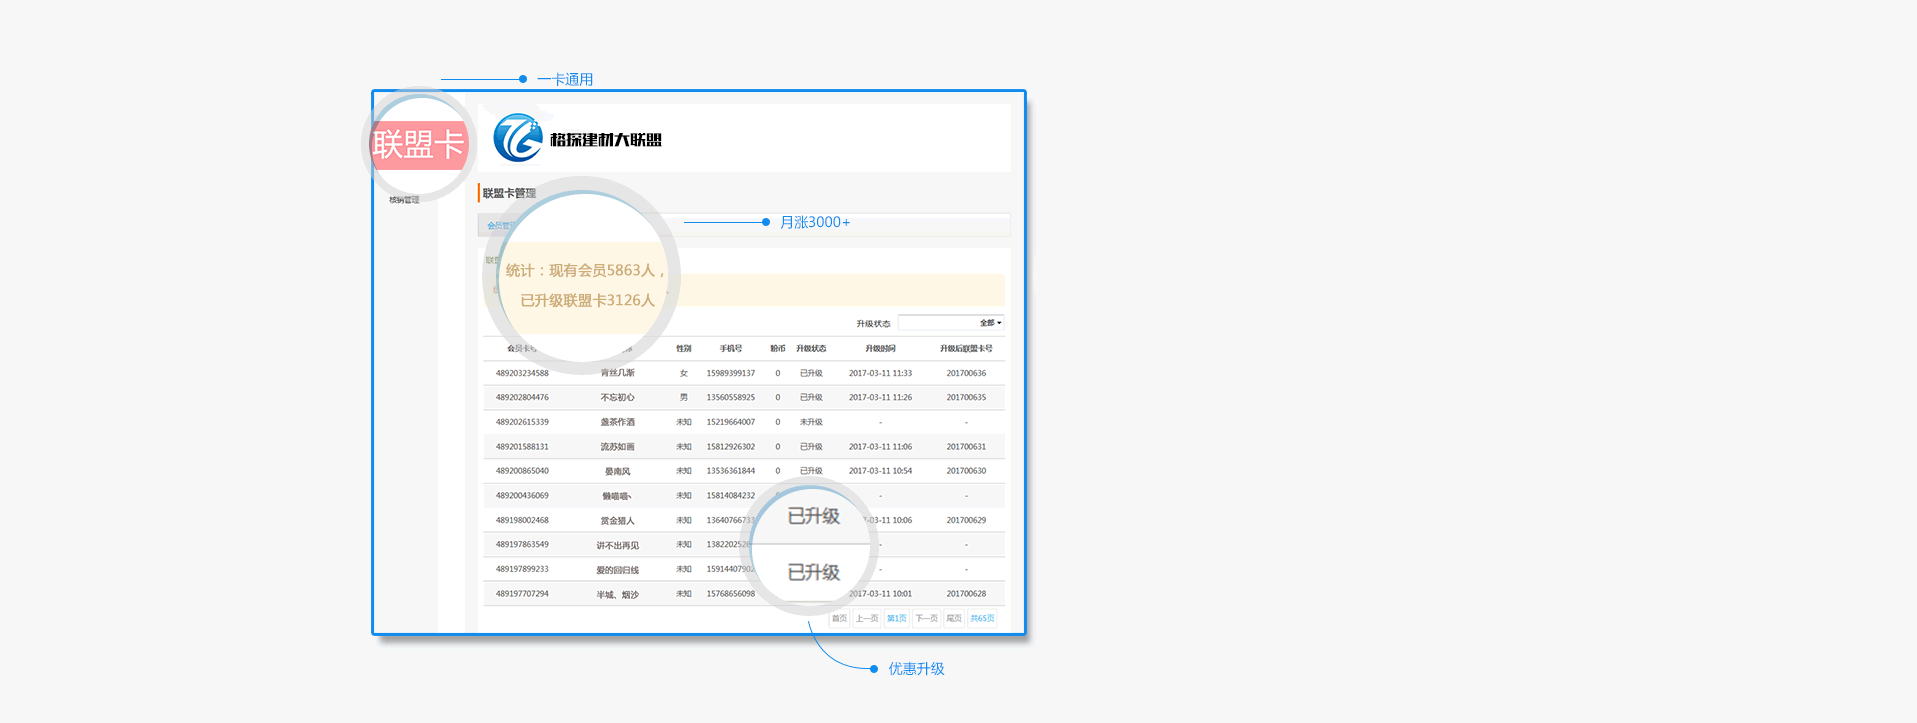 一卡通用
联盟卡
格探建材大联盟
核销管理
联盟卡管理
会员管理
月涨3000+
统计：现有会员5863人，
已升级联盟卡3126人
升级状态 全部
会员卡号 性别 手机号 粉币 升级状态 升级时间 升级后联盟卡号
489203234588 青丝几渐 女 15989399137 0 已升级 2017-03-11 11:33 201700636
489202804476 不忘初心 男 13560558925 0 已升级 2017-03-11 11:26 201700635
489202615339 盏茶作酒 未知 15219664007 0 未升级 - -
489201588131 流苏如画 未知 15812926302 0 已升级 2017-03-11 11:06 201700631
489200865040 晏南风 未知 13536361844 0 已升级 2017-03-11 10:54 201700630
489200436069 懒喵喵丶 未知 15814084232 - -
489198002468 赏金猎人 未知 13640766733 -03-11 10:06 201700629
489197863549 讲不出再见 未知 1382202526 - -
489197899233 爱的回归线 未知 15914407902 - -
489197707294 半城、烟沙 未知 15768656098 2017-03-11 10:01 201700628
已升级
已升级
首页 上一页 第1页 下一页 尾页 共65页
优惠升级